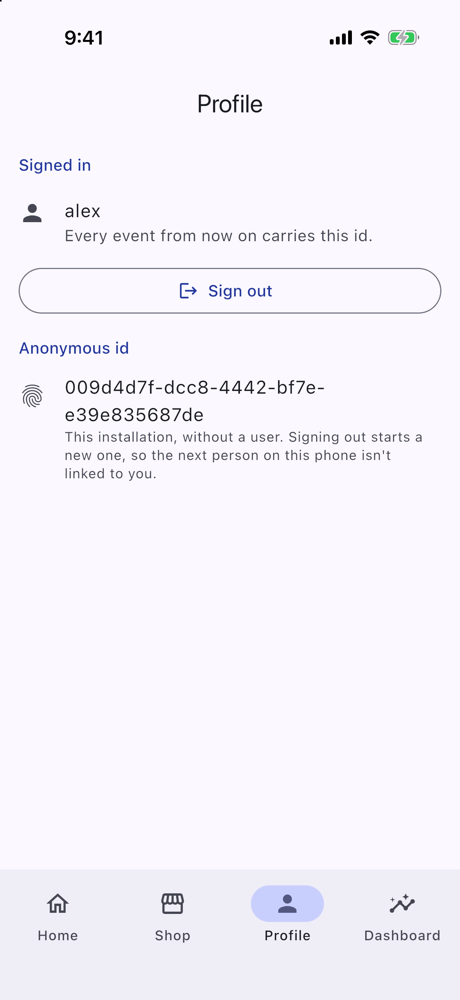 9:41
Profile
Signed in
alex
Every event from now on carries this id.
Sign out
Anonymous id
009d4d7f-dcc8-4442-bf7e-
e39e835687de
This installation, without a user. Signing out starts a
new one, so the next person on this phone isn't
linked to you.
Home
Shop
Profile
Dashboard